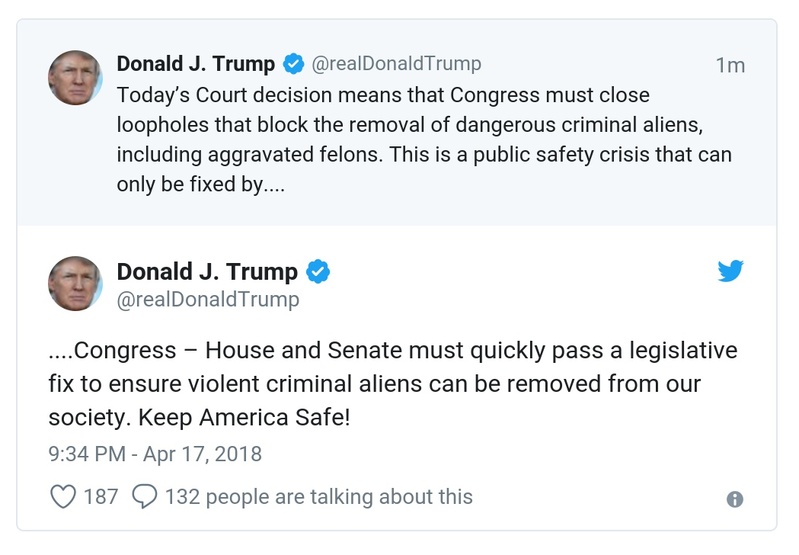 Donald J. Trump @realDonaldTrump 1m
Today’s Court decision means that Congress must close
loopholes that block the removal of dangerous criminal aliens,
including aggravated felons. This is a public safety crisis that can
only be fixed by....
Donald J. Trump
@realDonaldTrump
....Congress – House and Senate must quickly pass a legislative
fix to ensure violent criminal aliens can be removed from our
society. Keep America Safe!
9:34 PM - Apr 17, 2018
187 132 people are talking about this